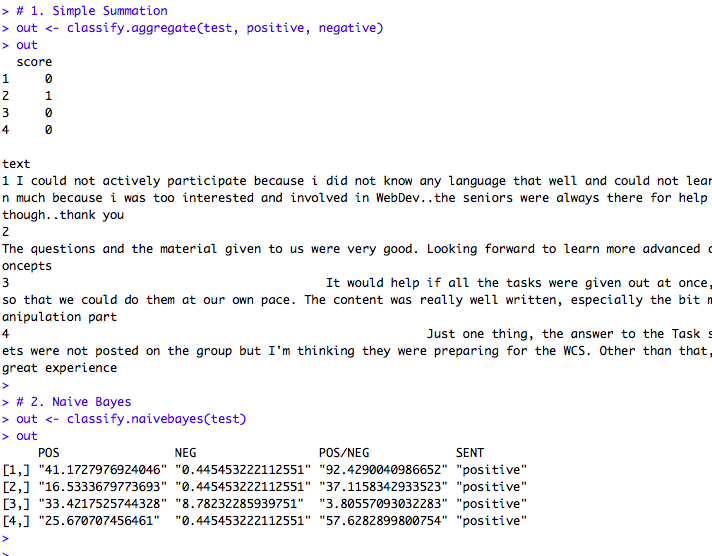 > # 1. Simple Summation
> out <- classify.aggregate(test, positive, negative)
> out
  score
1     0
2     1
3     0
4     0

text
1 I could not actively participate because i did not know any language that well and could not lear
n much because i was too interested and involved in WebDev..the seniors were always there for help
though..thank you
2
The questions and the material given to us were very good. Looking forward to learn more advanced c
oncepts
3                                           It would help if all the tasks were given out at once,
so that we could do them at our own pace. The content was really well written, especially the bit m
anipulation part
4                                                        Just one thing, the answer to the Task s
ets were not posted on the group but I'm thinking they were preparing for the WCS. Other than that,
great experience
>
> # 2. Naive Bayes
> out <- classify.naivebayes(test)
> out
     POS                NEG                 POS/NEG            SENT
[1,] "41.1727976924046" "0.445453222112551" "92.4290040986652" "positive"
[2,] "16.5333679773693" "0.445453222112551" "37.1158342933523" "positive"
[3,] "33.4217525744328" "8.78232285939751"  "3.80557093032283" "positive"
[4,] "25.670707456461"  "0.445453222112551" "57.6282899800754" "positive"
>
>